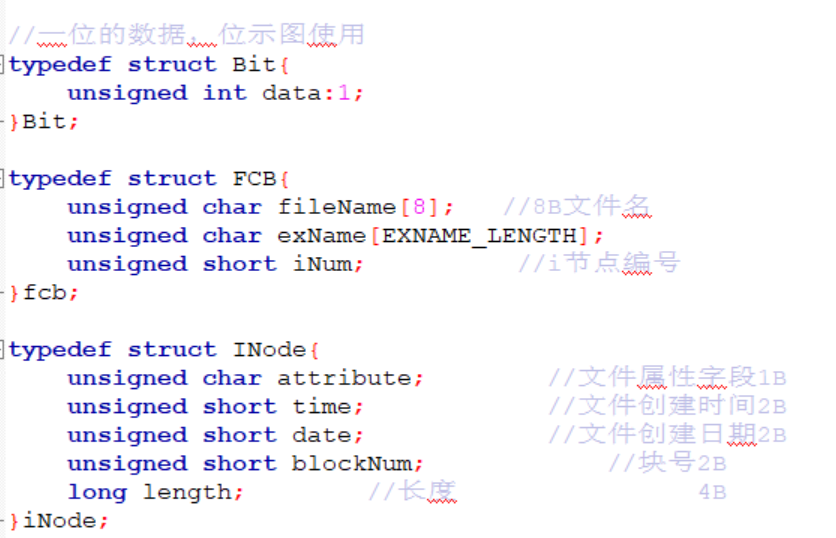 //一位的数据，位示图使用
typedef struct Bit{
    unsigned int data:1;
}Bit;
typedef struct FCB{
    unsigned char fileName[8];   //8B文件名
    unsigned char exName[EXNAME_LENGTH];
    unsigned short iNum;          //i节点编号
}fcb;
typedef struct INode{
    unsigned char attribute;        //文件属性字段1B
    unsigned short time;            //文件创建时间2B
    unsigned short date;            //文件创建日期2B
    unsigned short blockNum;            //块号2B
    long length;        //长度                4B
}iNode;